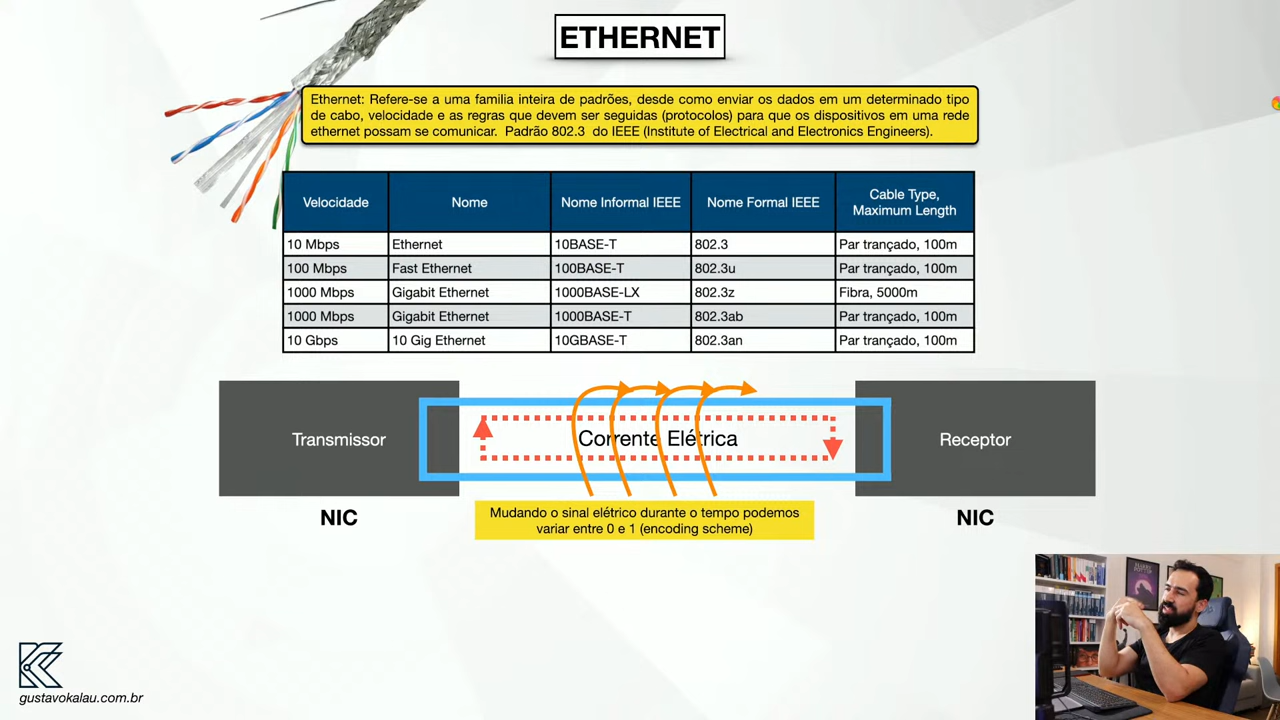 ETHERNET
Ethernet: Refere-se a uma familia inteira de padrões, desde como enviar os dados em um determinado tipo
de cabo, velocidade e as regras que devem ser seguidas (protocolos) para que os dispositivos em uma rede
ethernet possam se comunicar. Padrão 802.3 do IEEE (Institute of Electrical and Electronics Engineers).
Velocidade Nome Nome Informal IEEE Nome Formal IEEE Cable Type,
Maximum Length
10 Mbps Ethernet 10BASE-T 802.3 Par trançado, 100m
100 Mbps Fast Ethernet 100BASE-T 802.3u Par trançado, 100m
1000 Mbps Gigabit Ethernet 1000BASE-LX 802.3z Fibra, 5000m
1000 Mbps Gigabit Ethernet 1000BASE-T 802.3ab Par trançado, 100m
10 Gbps 10 Gig Ethernet 10GBASE-T 802.3an Par trançado, 100m
Transmissor Corrente Elétrica Receptor
NIC NIC
Mudando o sinal elétrico durante o tempo podemos
variar entre 0 e 1 (encoding scheme)
gustavokalau.com.br